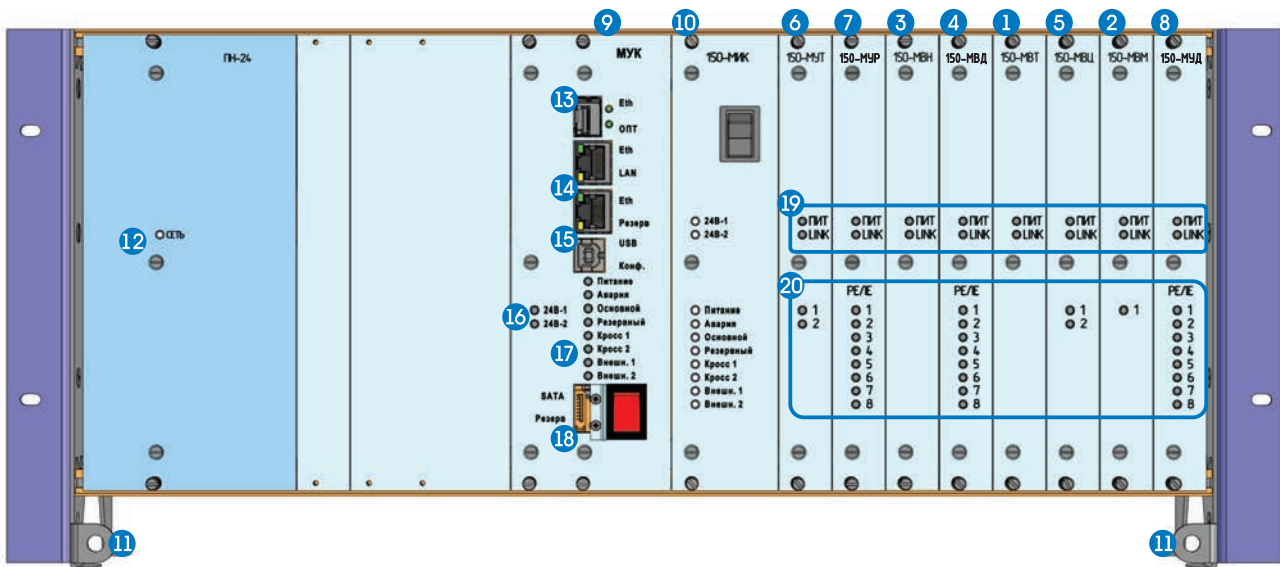 9 10 6 7 3 4 1 5 2 8
ПН-24
МУК
150-МИК
150-МУТ
150-МУР
150-МВН
150-МВД
150-МВТ
150-МВЦ
150-МВМ
150-МУД
13
Eth
ОПТ
Eth
LAN
14
Eth
Резерв
15
USB
Конф.
12
СЕТЬ
16
24В-1
24В-2
Питание
Авария
Основной
Резервный
Кросс 1
Кросс 2
Внешн. 1
Внешн. 2
17
SATA
Резерв
18
24В-1
24В-2
Питание
Авария
Основной
Резервный
Кросс 1
Кросс 2
Внешн. 1
Внешн. 2
19
ПИТ ПИТ ПИТ ПИТ ПИТ ПИТ ПИТ ПИТ
LINK LINK LINK LINK LINK LINK LINK LINK
20
1
2
РЕЛЕ
1
2
3
4
5
6
7
8
РЕЛЕ
1
2
3
4
5
6
7
8
1
2
1
РЕЛЕ
1
2
3
4
5
6
7
8
11
11